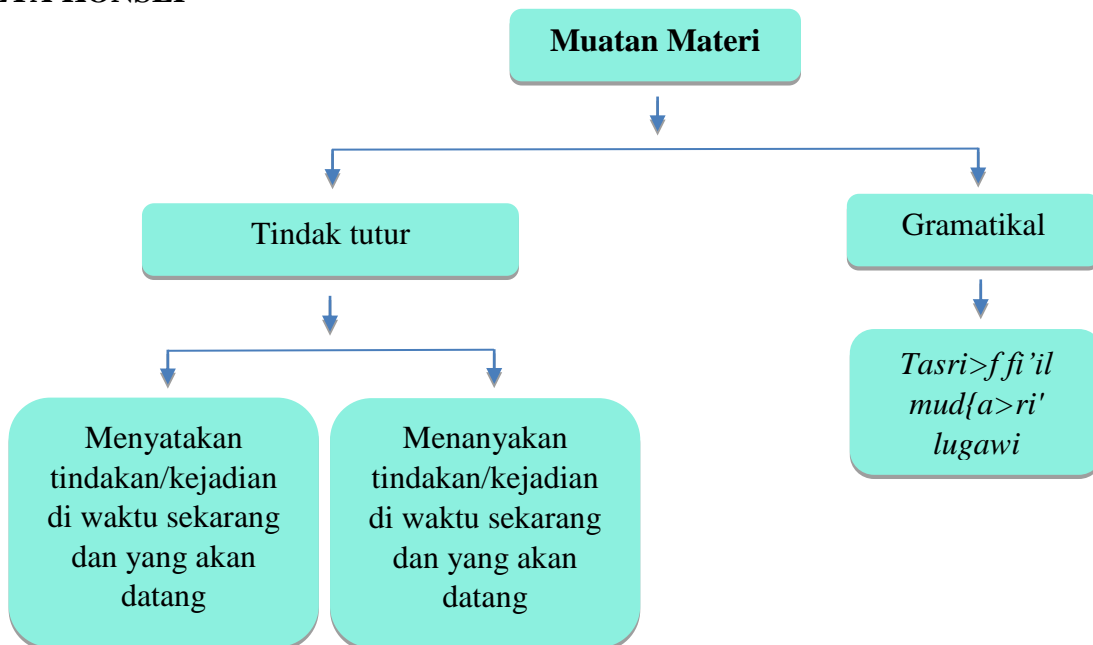 Muatan Materi
Tindak tutur
Gramatikal
Menyatakan
tindakan/kejadian
di waktu sekarang
dan yang akan
datang
Menanyakan
tindakan/kejadian
di waktu sekarang
dan yang akan
datang
Tasri>f fi’il
mud{a>ri'
lugawi